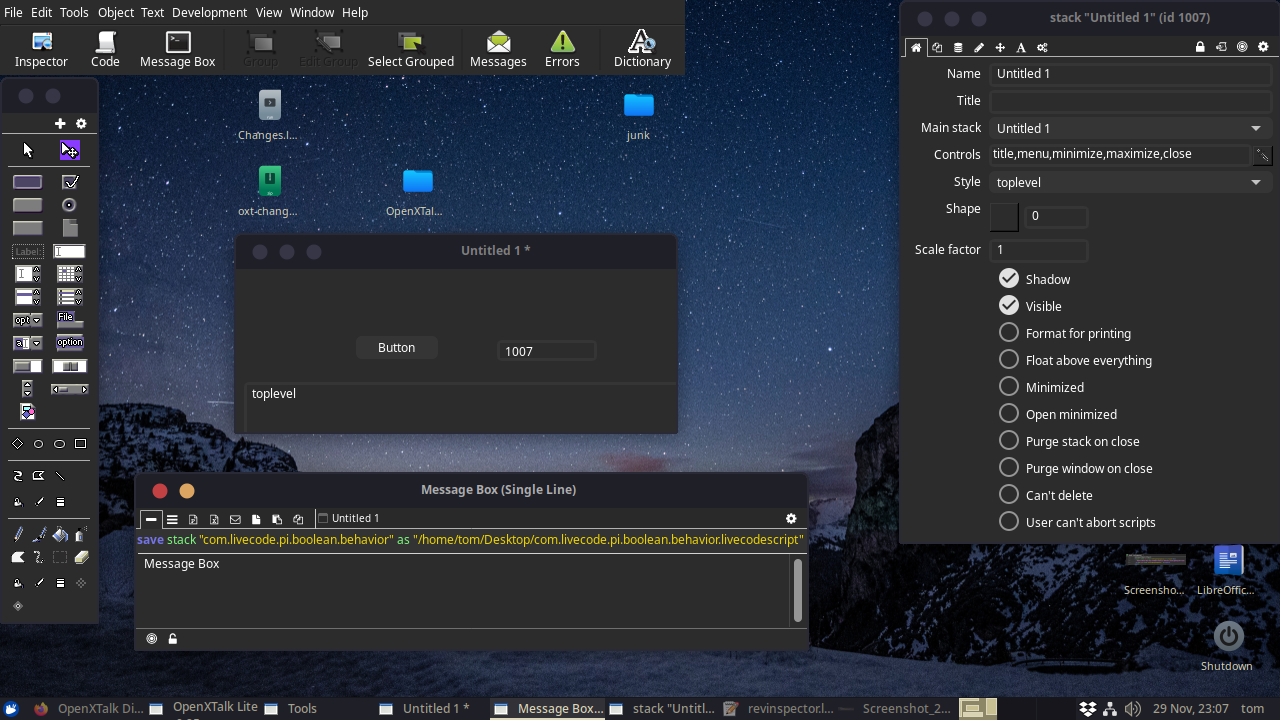 File Edit Tools Object Text Development View Window Help
Inspector Code Message Box Group Edit Group Select Grouped Messages Errors Dictionary
stack "Untitled 1" (id 1007)
Name Untitled 1
Title
Main stack Untitled 1
Controls title,menu,minimize,maximize,close
Style toplevel
Shape 0
Scale factor 1
Shadow
Visible
Format for printing
Float above everything
Minimized
Open minimized
Purge stack on close
Purge window on close
Can't delete
User can't abort scripts
Label:
opt File
a option
Changes.l...
junk
oxt-chang...
OpenXTal...
Untitled 1 *
Button 1007
toplevel
Message Box (Single Line)
Untitled 1
save stack "com.livecode.pi.boolean.behavior" as "/home/tom/Desktop/com.livecode.pi.boolean.behavior.livecodescript"
Message Box
Screensho... LibreOffic...
Shutdown
OpenXTalk Di... OpenXTalk Lite Tools Untitled 1 * Message Box... stack "Untitl... revinspector.l... Screenshot_2... 29 Nov, 23:07 tom